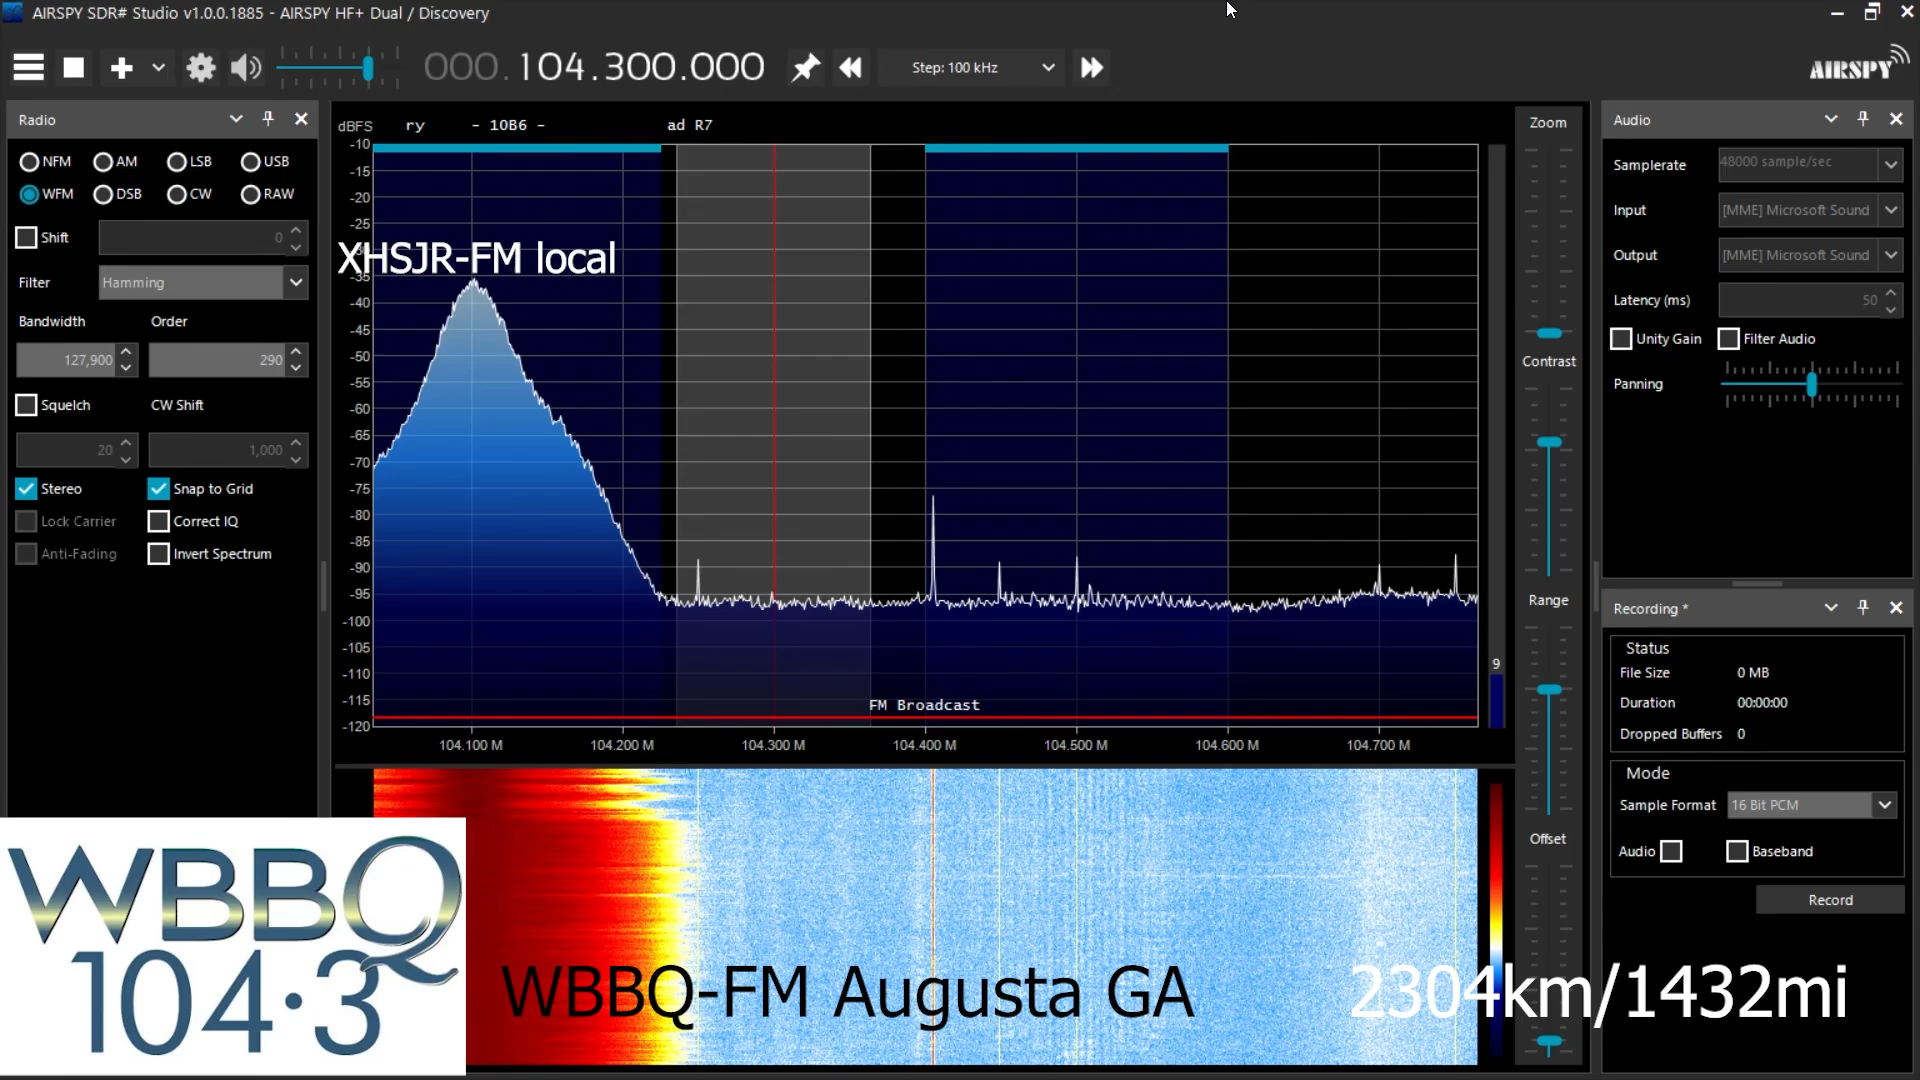 AIRSPY SDR# Studio v1.0.0.1885 - AIRSPY HF+ Dual / Discovery
000.104.300.000
Step: 100 kHz
AIRSPY
Radio
NFM AM LSB USB
WFM DSB CW RAW
Shift 0
Filter Hamming
Bandwidth Order
127,900 290
Squelch CW Shift
20 1,000
Stereo Snap to Grid
Lock Carrier Correct IQ
Anti-Fading Invert Spectrum
dBFS ry - 10B6 - ad R7
-10
-15
-20
-25
XHSJR-FM local
-35
-40
-45
-50
-55
-60
-65
-70
-75
-80
-85
-90
-95
-100
-105
-110
-115
-120
FM Broadcast
104.100 M 104.200 M 104.300 M 104.400 M 104.500 M 104.600 M 104.700 M
9
Zoom
Contrast
Range
Offset
Audio
Samplerate 48000 sample/sec
Input [MME] Microsoft Sound
Output [MME] Microsoft Sound
Latency (ms) 50
Unity Gain Filter Audio
Panning
Recording *
Status
File Size 0 MB
Duration 00:00:00
Dropped Buffers 0
Mode
Sample Format 16 Bit PCM
Audio Baseband
Record
WBBQ
104.3
WBBQ-FM Augusta GA
2304km/1432mi